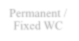 Permanent /
Fixed WC